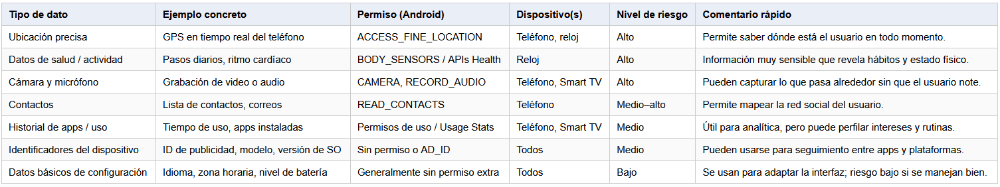 Tipo de dato Ejemplo concreto Permiso (Android) Dispositivo(s) Nivel de riesgo Comentario rápido
Ubicación precisa GPS en tiempo real del teléfono ACCESS_FINE_LOCATION Teléfono, reloj Alto Permite saber dónde está el usuario en todo momento.
Datos de salud / actividad Pasos diarios, ritmo cardíaco BODY_SENSORS / APIs Health Reloj Alto Información muy sensible que revela hábitos y estado físico.
Cámara y micrófono Grabación de video o audio CAMERA, RECORD_AUDIO Teléfono, Smart TV Alto Pueden capturar lo que pasa alrededor sin que el usuario note.
Contactos Lista de contactos, correos READ_CONTACTS Teléfono Medio–alto Permite mapear la red social del usuario.
Historial de apps / uso Tiempo de uso, apps instaladas Permisos de uso / Usage Stats Teléfono, Smart TV Medio Útil para analítica, pero puede perfilar intereses y rutinas.
Identificadores del dispositivo ID de publicidad, modelo, versión de SO Sin permiso o AD_ID Todos Medio Pueden usarse para seguimiento entre apps y plataformas.
Datos básicos de configuración Idioma, zona horaria, nivel de batería Generalmente sin permiso extra Todos Bajo Se usan para adaptar la interfaz; riesgo bajo si se manejan bien.